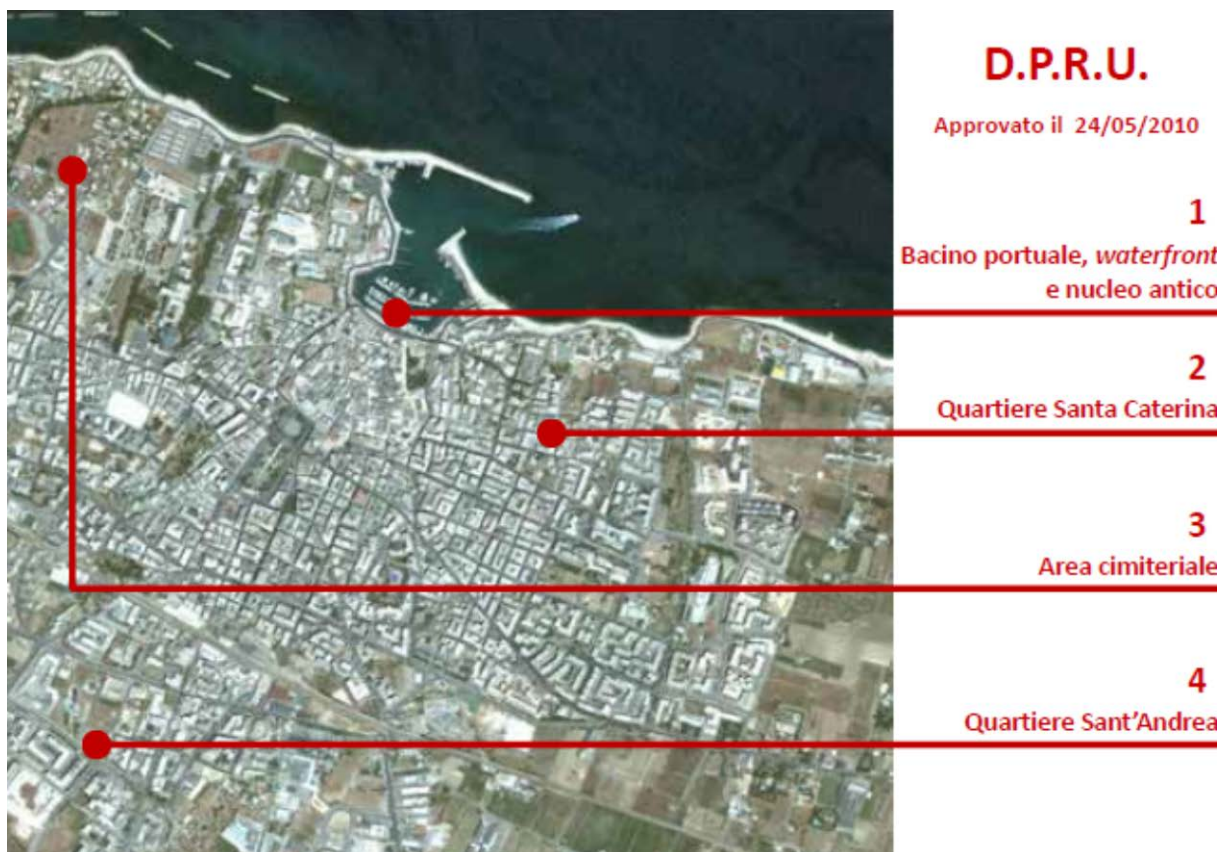 D.P.R.U.
Approvato il 24/05/2010
1
Bacino portuale, waterfront
e nucleo antico
2
Quartiere Santa Caterina
3
Area cimiteriale
4
Quartiere Sant'Andrea